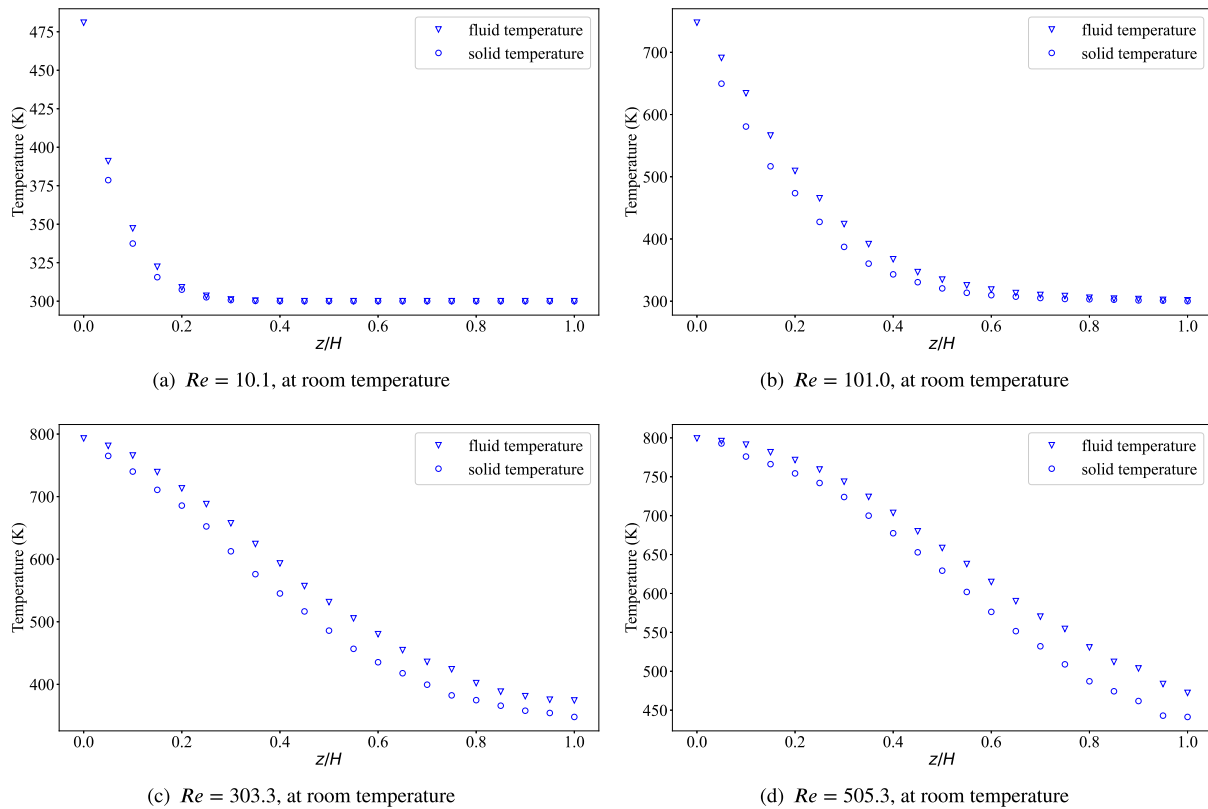 475
450
425
400
375
350
325
300
Temperature (K)
fluid temperature
solid temperature
0.0 0.2 0.4 0.6 0.8 1.0
z/H
(a) Re = 10.1, at room temperature
700
600
500
400
300
Temperature (K)
fluid temperature
solid temperature
0.0 0.2 0.4 0.6 0.8 1.0
z/H
(b) Re = 101.0, at room temperature
800
700
600
500
400
Temperature (K)
fluid temperature
solid temperature
0.0 0.2 0.4 0.6 0.8 1.0
z/H
(c) Re = 303.3, at room temperature
800
750
700
650
600
550
500
450
Temperature (K)
fluid temperature
solid temperature
0.0 0.2 0.4 0.6 0.8 1.0
z/H
(d) Re = 505.3, at room temperature